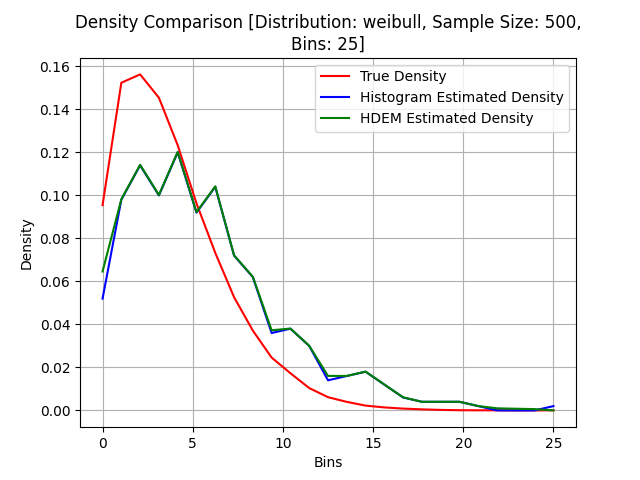 Density Comparison [Distribution: weibull, Sample Size: 500,
Bins: 25]
True Density
Histogram Estimated Density
HDEM Estimated Density
Density
0.16
0.14
0.12
0.10
0.08
0.06
0.04
0.02
0.00
0 5 10 15 20 25
Bins